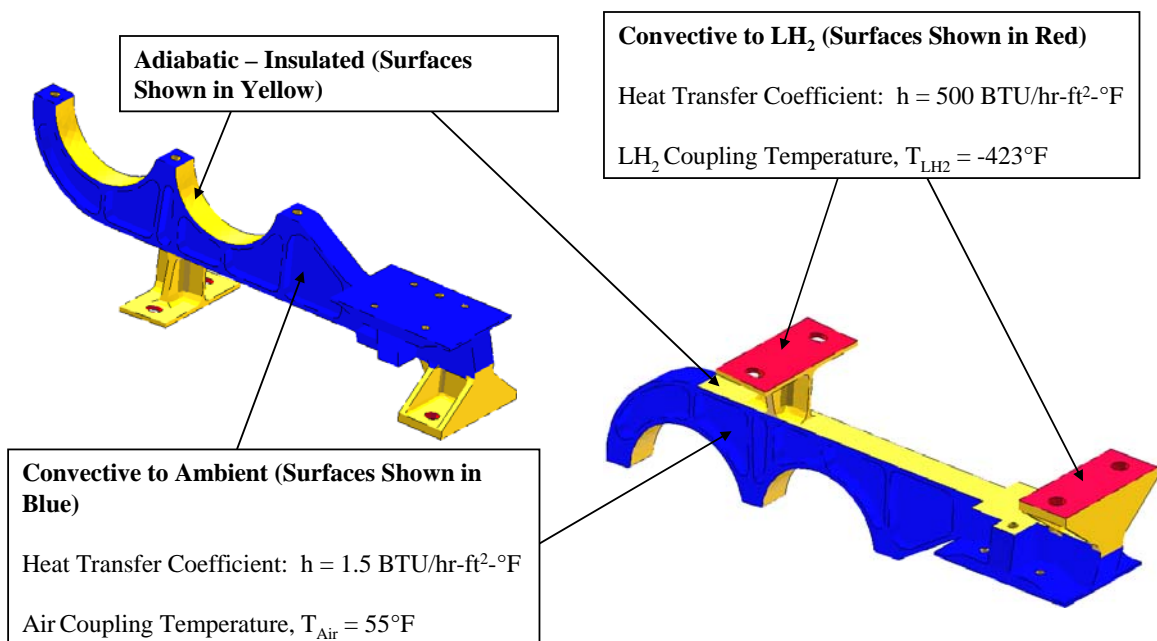 Adiabatic – Insulated (Surfaces
Shown in Yellow)
Convective to LH₂ (Surfaces Shown in Red)
Heat Transfer Coefficient:  h = 500 BTU/hr-ft²-°F
LH₂ Coupling Temperature, T_LH2 = -423°F
Convective to Ambient (Surfaces Shown in
Blue)
Heat Transfer Coefficient:  h = 1.5 BTU/hr-ft²-°F
Air Coupling Temperature, T_Air = 55°F